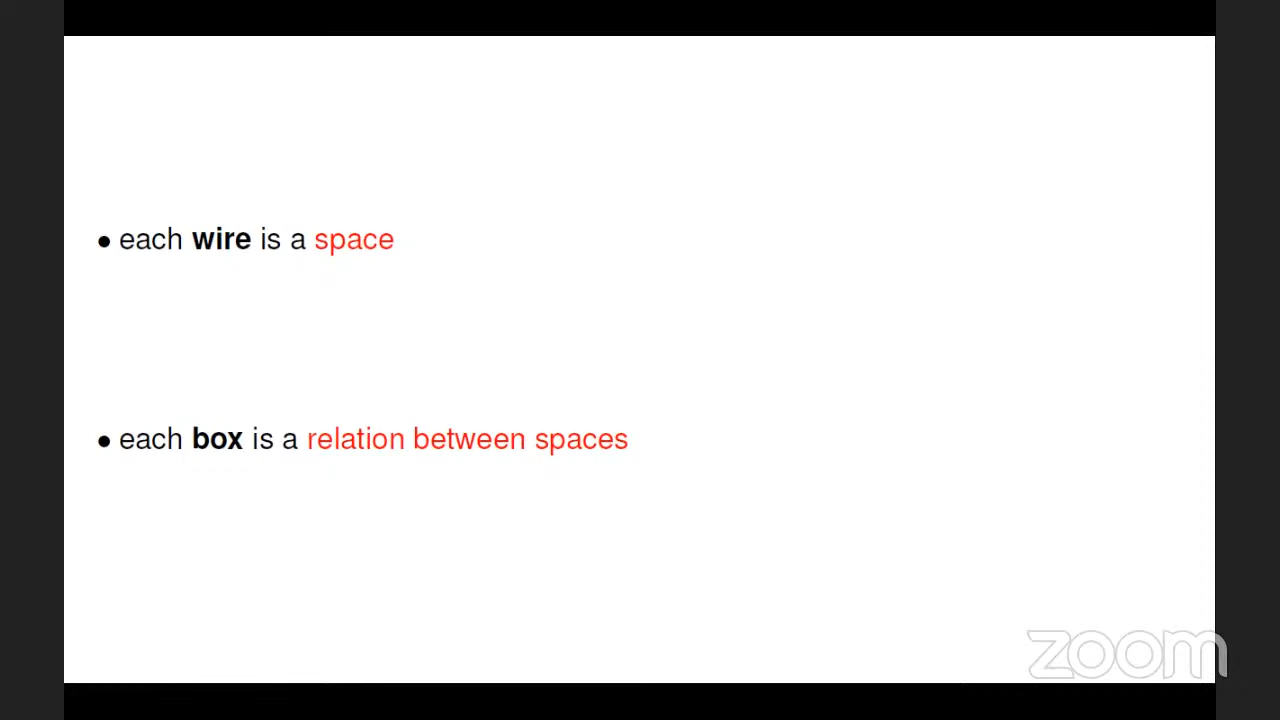 • each wire is a space
• each box is a relation between spaces
zoom